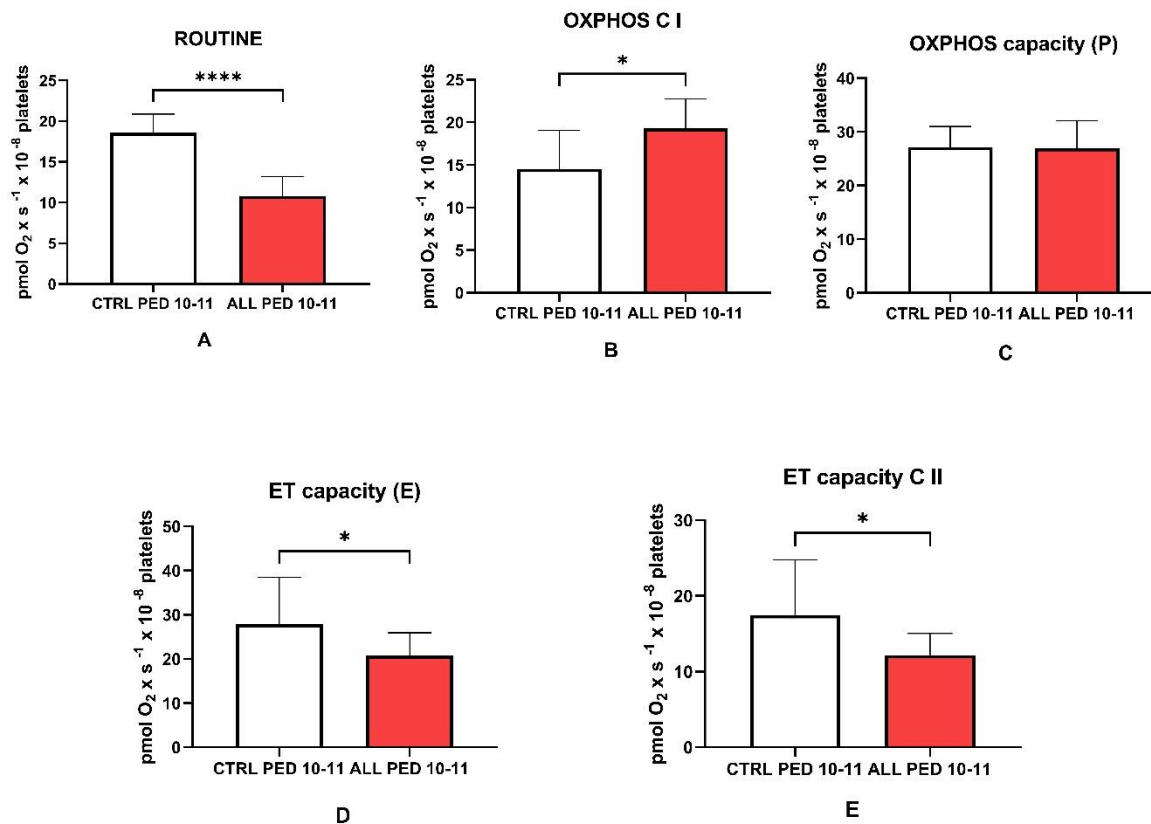 ROUTINE
****
pmol O₂ x s⁻¹ x 10⁻⁸ platelets
25
20
15
10
5
0
CTRL PED 10-11 ALL PED 10-11
A
OXPHOS C I
*
pmol O₂ x s⁻¹ x 10⁻⁸ platelets
25
20
15
10
5
0
CTRL PED 10-11 ALL PED 10-11
B
OXPHOS capacity (P)
pmol O₂ x s⁻¹ x 10⁻⁸ platelets
40
30
20
10
0
CTRL PED 10-11 ALL PED 10-11
C
ET capacity (E)
*
pmol O₂ x s⁻¹ x 10⁻⁸ platelets
50
40
30
20
10
0
CTRL PED 10-11 ALL PED 10-11
D
ET capacity C II
*
pmol O₂ x s⁻¹ x 10⁻⁸ platelets
30
20
10
0
CTRL PED 10-11 ALL PED 10-11
E